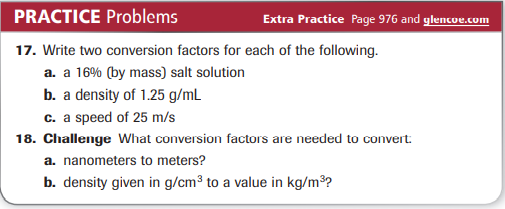 PRACTICE Problems
Extra Practice Page 976 and glencoe.com
17. Write two conversion factors for each of the following.
a. a 16% (by mass) salt solution
b. a density of 1.25 g/mL
c. a speed of 25 m/s
18. Challenge What conversion factors are needed to convert:
a. nanometers to meters?
b. density given in g/cm³ to a value in kg/m³?